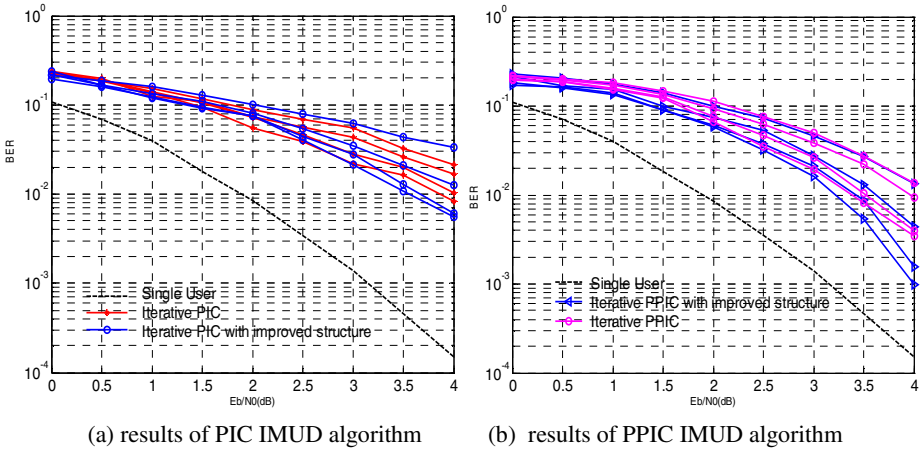 10^0
10^-1
10^-2
10^-3
10^-4
BER
0 0.5 1 1.5 2 2.5 3 3.5 4
Eb/N0(dB)
Single User
Iterative PIC
Iterative PIC with improved structure
(a) results of PIC IMUD algorithm
10^0
10^-1
10^-2
10^-3
10^-4
BER
0 0.5 1 1.5 2 2.5 3 3.5 4
Eb/N0(dB)
Single User
Iterative PPIC with improved structure
Iterative PPIC
(b) results of PPIC IMUD algorithm